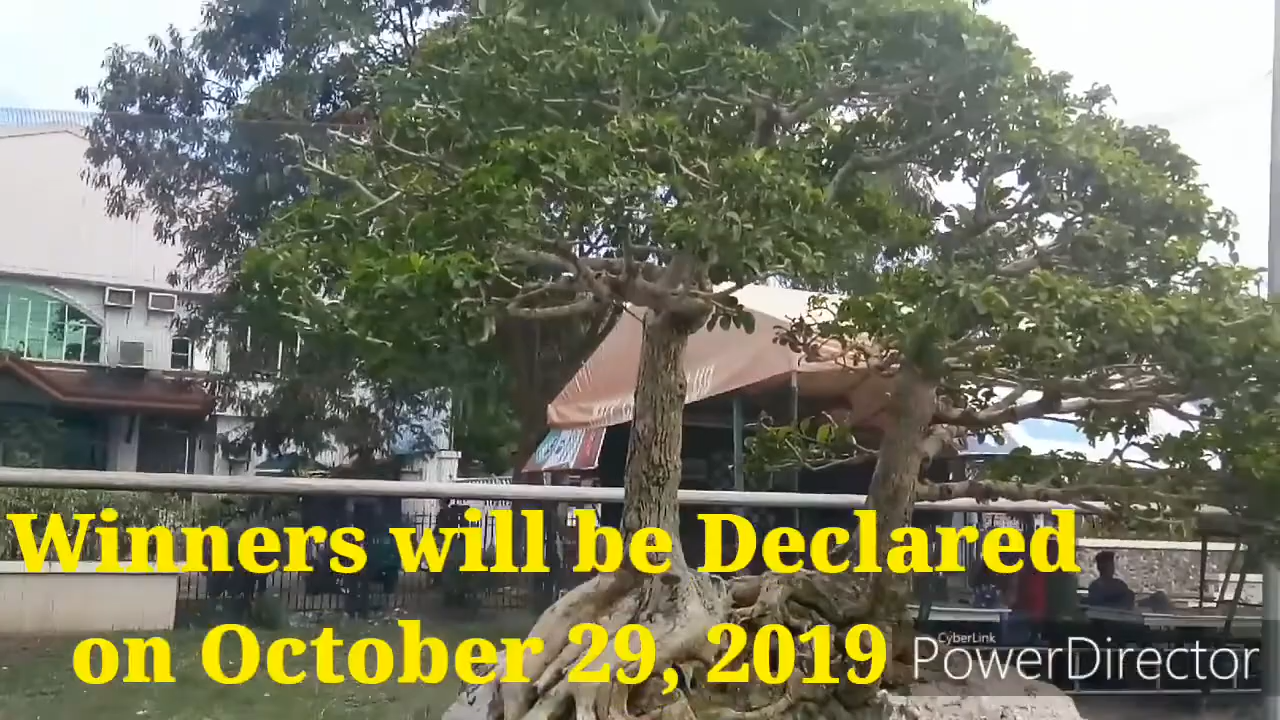 Winners will be Declared
on October 29, 2019
CyberLink
PowerDirector